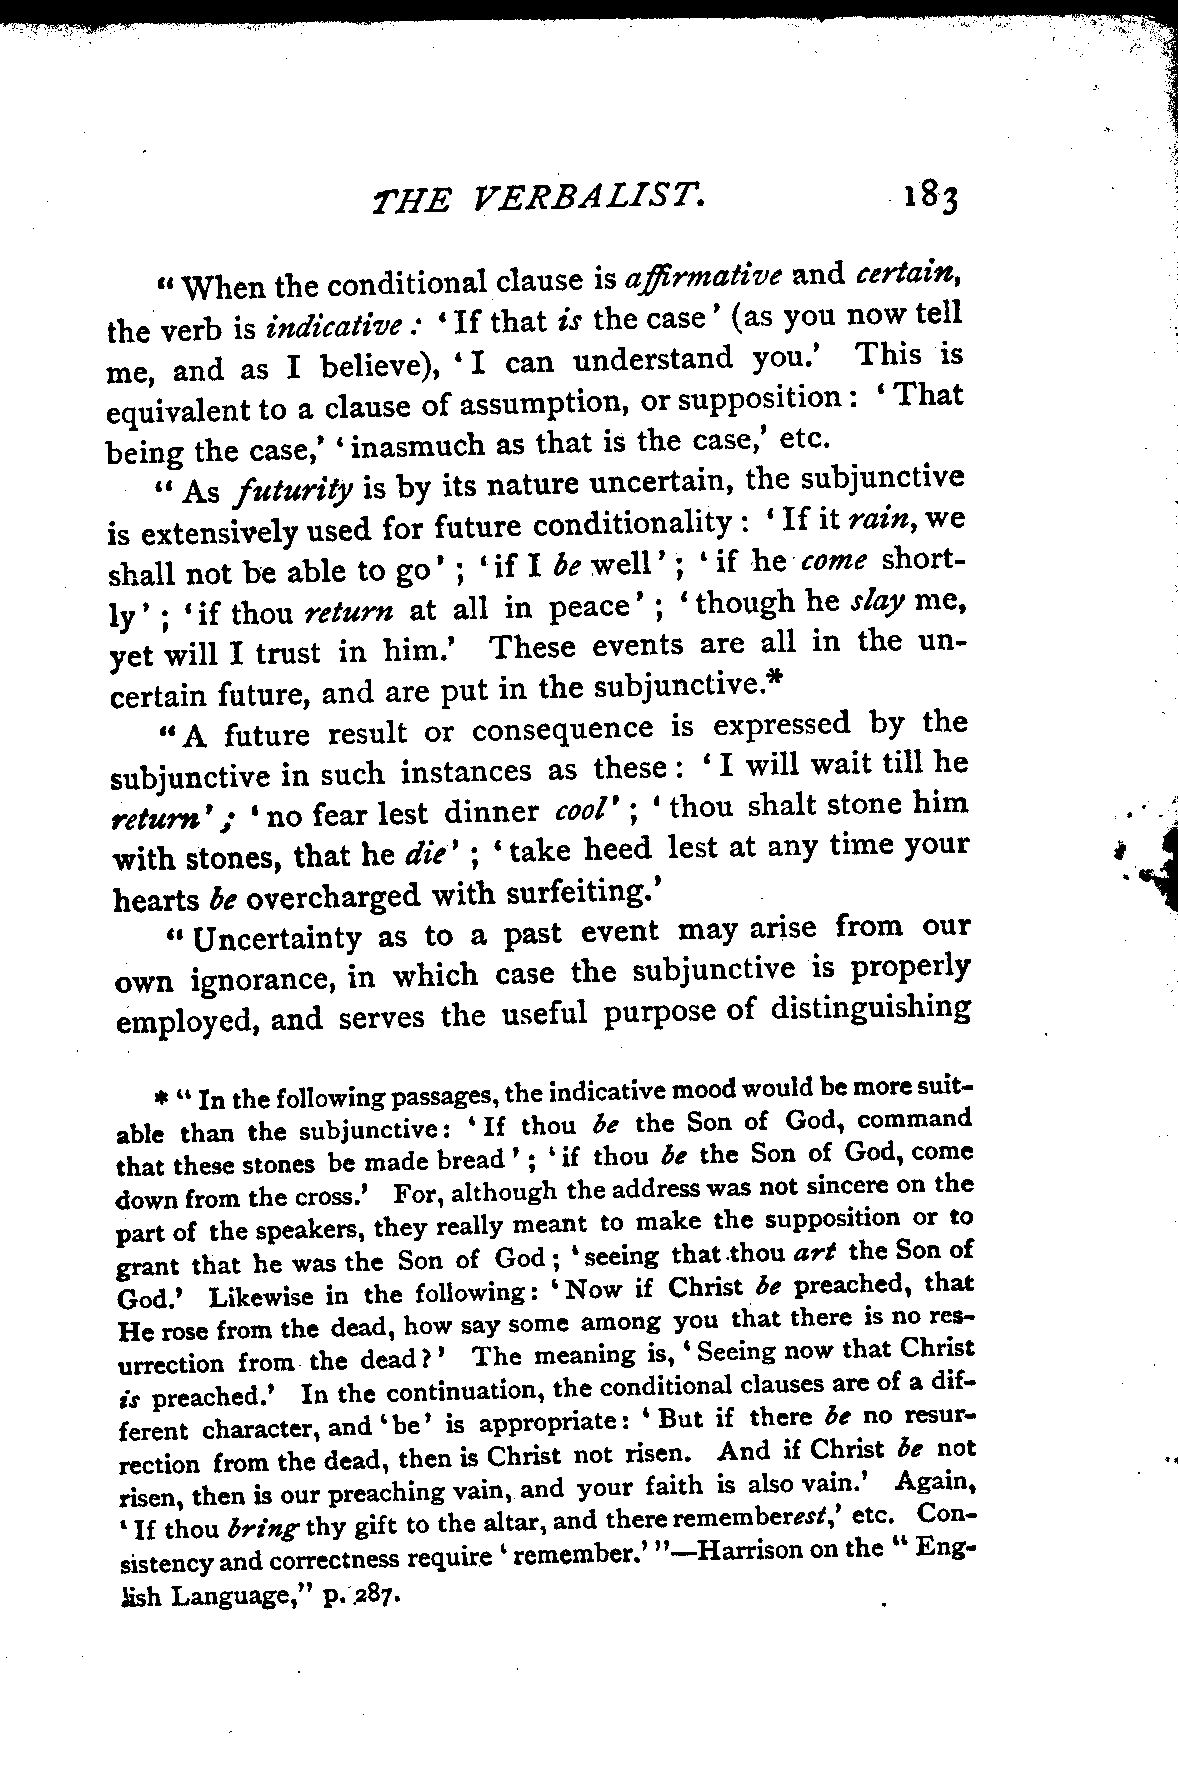 THE VERBALIST. 183
“ When the conditional clause is affirmative and certain,
the verb is indicative : ‘ If that is the case ’ (as you now tell
me, and as I believe), ‘ I can understand you.’ This is
equivalent to a clause of assumption, or supposition : ‘ That
being the case,’ ‘ inasmuch as that is the case,’ etc.
“ As futurity is by its nature uncertain, the subjunctive
is extensively used for future conditionality : ‘ If it rain, we
shall not be able to go ’ ; ‘ if I be well ’ ; ‘ if he come short-
ly ’ ; ‘ if thou return at all in peace ’ ; ‘ though he slay me,
yet will I trust in him.’ These events are all in the un-
certain future, and are put in the subjunctive.*
“ A future result or consequence is expressed by the
subjunctive in such instances as these : ‘ I will wait till he
return ’ ; ‘ no fear lest dinner cool ’ ; ‘ thou shalt stone him
with stones, that he die ’ ; ‘ take heed lest at any time your
hearts be overcharged with surfeiting.’
“ Uncertainty as to a past event may arise from our
own ignorance, in which case the subjunctive is properly
employed, and serves the useful purpose of distinguishing
* “ In the following passages, the indicative mood would be more suit-
able than the subjunctive : ‘ If thou be the Son of God, command
that these stones be made bread ’ ; ‘ if thou be the Son of God, come
down from the cross.’ For, although the address was not sincere on the
part of the speakers, they really meant to make the supposition or to
grant that he was the Son of God ; ‘ seeing that thou art the Son of
God.’ Likewise in the following : ‘ Now if Christ be preached, that
He rose from the dead, how say some among you that there is no res-
urrection from the dead ? ’ The meaning is, ‘ Seeing now that Christ
is preached.’ In the continuation, the conditional clauses are of a dif-
ferent character, and ‘ be ’ is appropriate : ‘ But if there be no resur-
rection from the dead, then is Christ not risen. And if Christ be not
risen, then is our preaching vain, and your faith is also vain.’ Again,
‘ If thou bring thy gift to the altar, and there rememberest,’ etc. Con-
sistency and correctness require ‘ remember.’ ”—Harrison on the “ Eng-
lish Language,” p. 287.